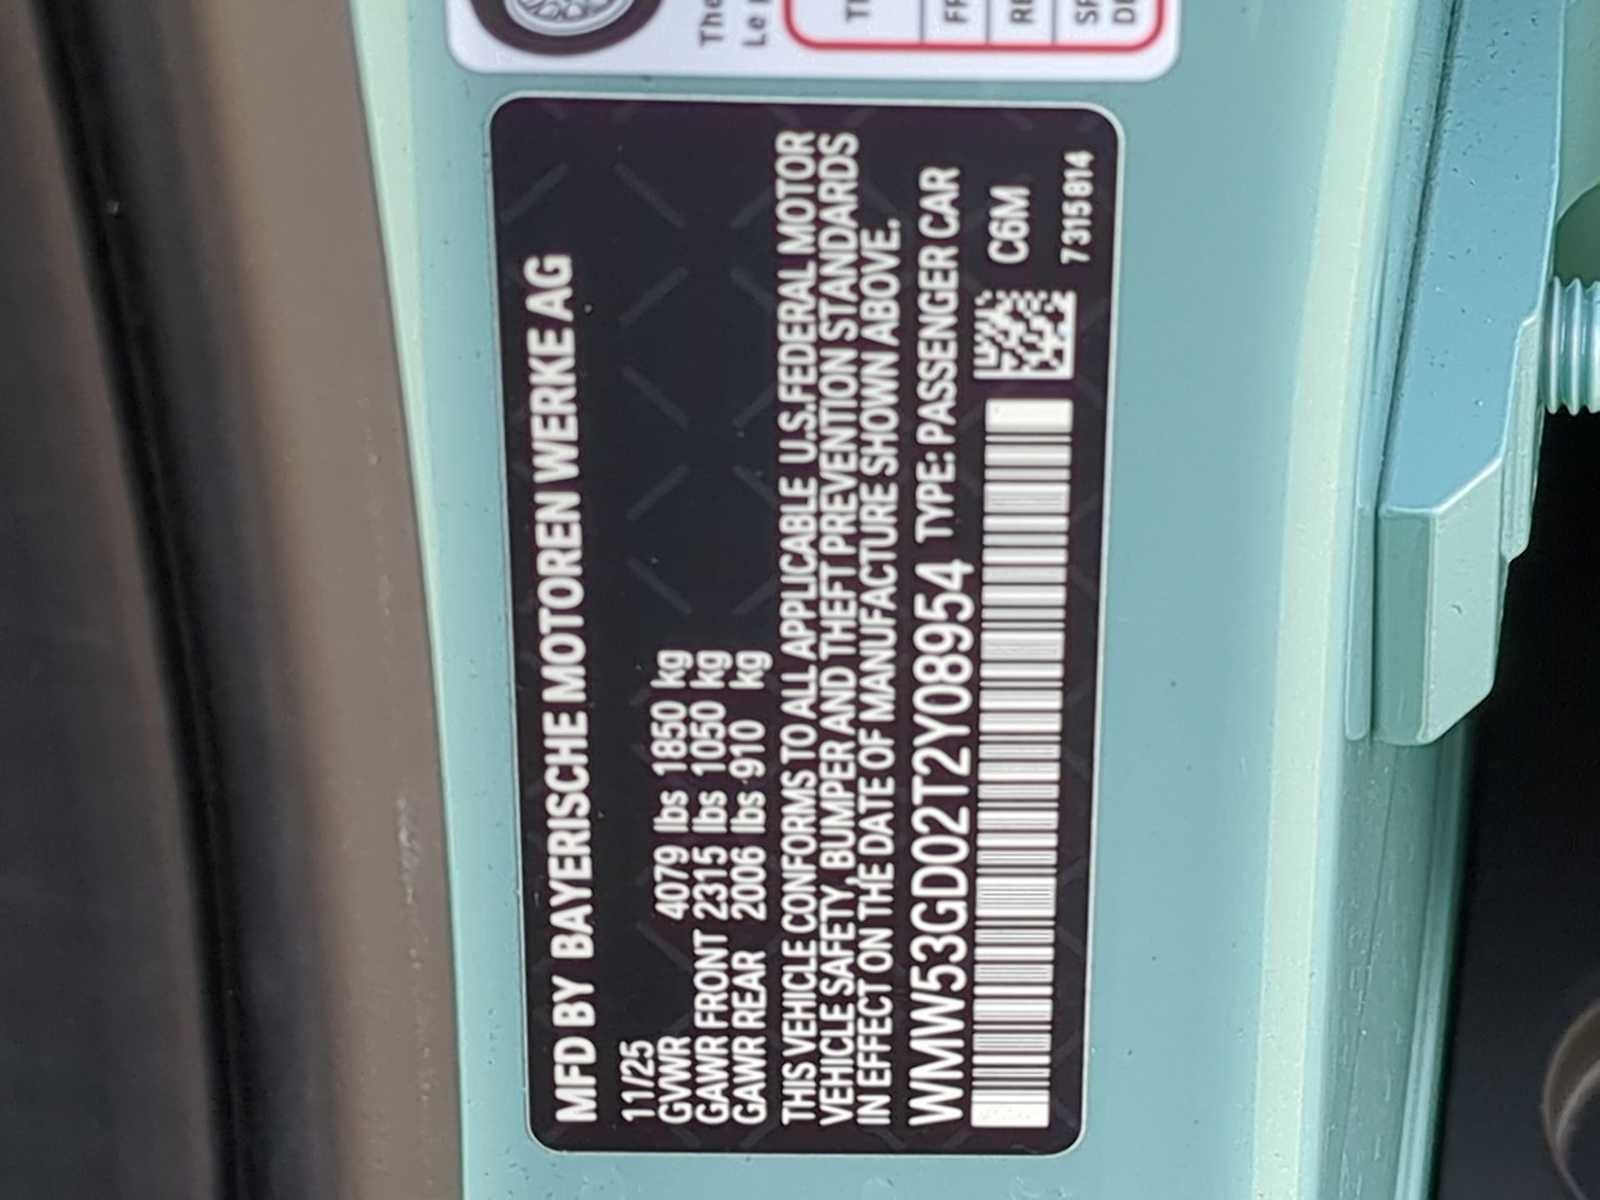 The
Le
MFD BY BAYERISCHE MOTOREN WERKE AG
11/25
GVWR 4079 lbs 1850 kg
GAWR FRONT 2315 lbs 1050 kg
GAWR REAR 2006 lbs 910 kg
THIS VEHICLE CONFORMS TO ALL APPLICABLE U.S.FEDERAL MOTOR
VEHICLE SAFETY, BUMPER AND THEFT PREVENTION STANDARDS
IN EFFECT ON THE DATE OF MANUFACTURE SHOWN ABOVE.
WMW53GD02T2Y08954 TYPE: PASSENGER CAR
C6M
7315814